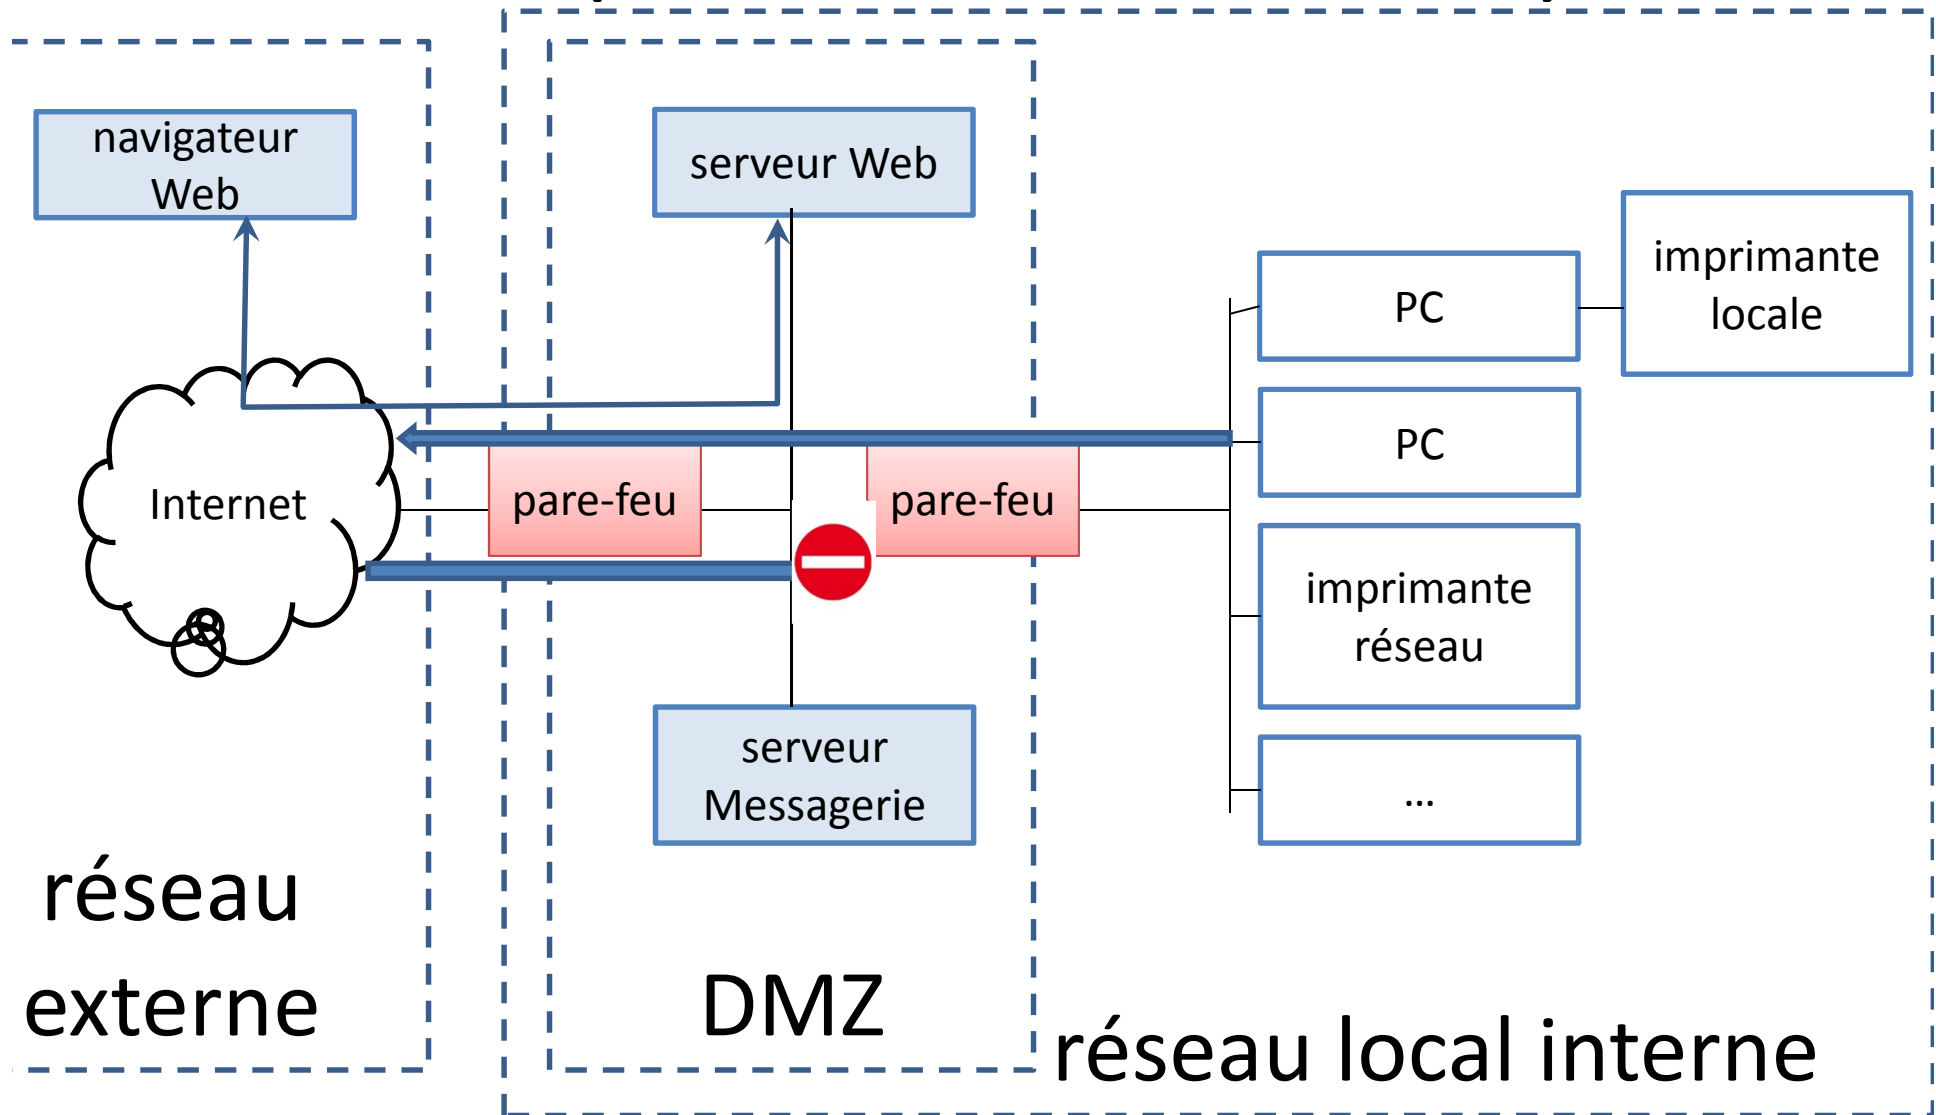 navigateur
Web
serveur Web
imprimante
locale
PC
PC
Internet
pare-feu
pare-feu
imprimante
réseau
serveur
Messagerie
...
réseau
externe
DMZ
réseau local interne